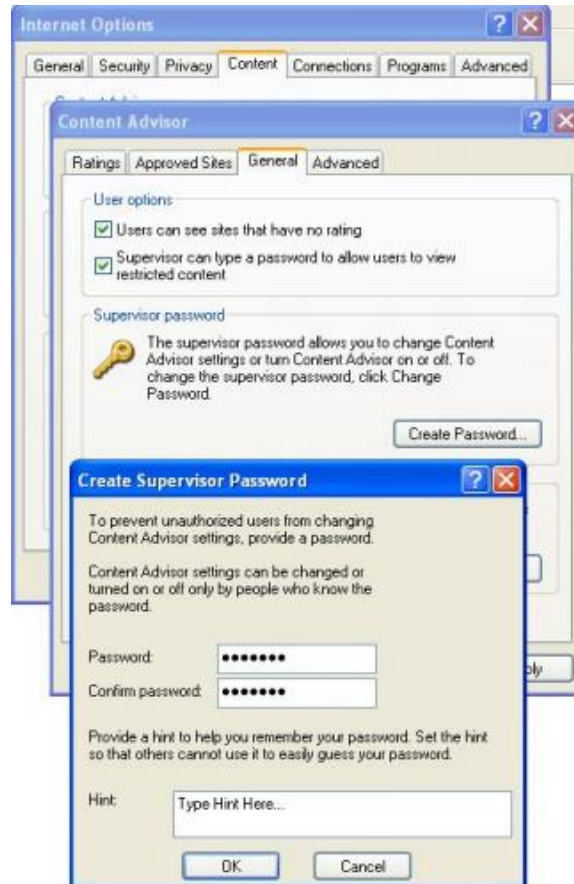 Internet Options
General Security Privacy Content Connections Programs Advanced
Content Advisor
Ratings Approved Sites General Advanced
User options
Users can see sites that have no rating
Supervisor can type a password to allow users to view
restricted content
Supervisor password
The supervisor password allows you to change Content
Advisor settings or turn Content Advisor on or off. To
change the supervisor password, click Change
Password.
Create Password...
Create Supervisor Password
To prevent unauthorized users from changing
Content Advisor settings, provide a password.
Content Advisor settings can be changed or
turned on or off only by people who know the
password.
Password: •••••••
Confirm password: •••••••
Provide a hint to help you remember your password. Set the hint
so that others cannot use it to easily guess your password.
Hint: Type Hint Here...
OK Cancel